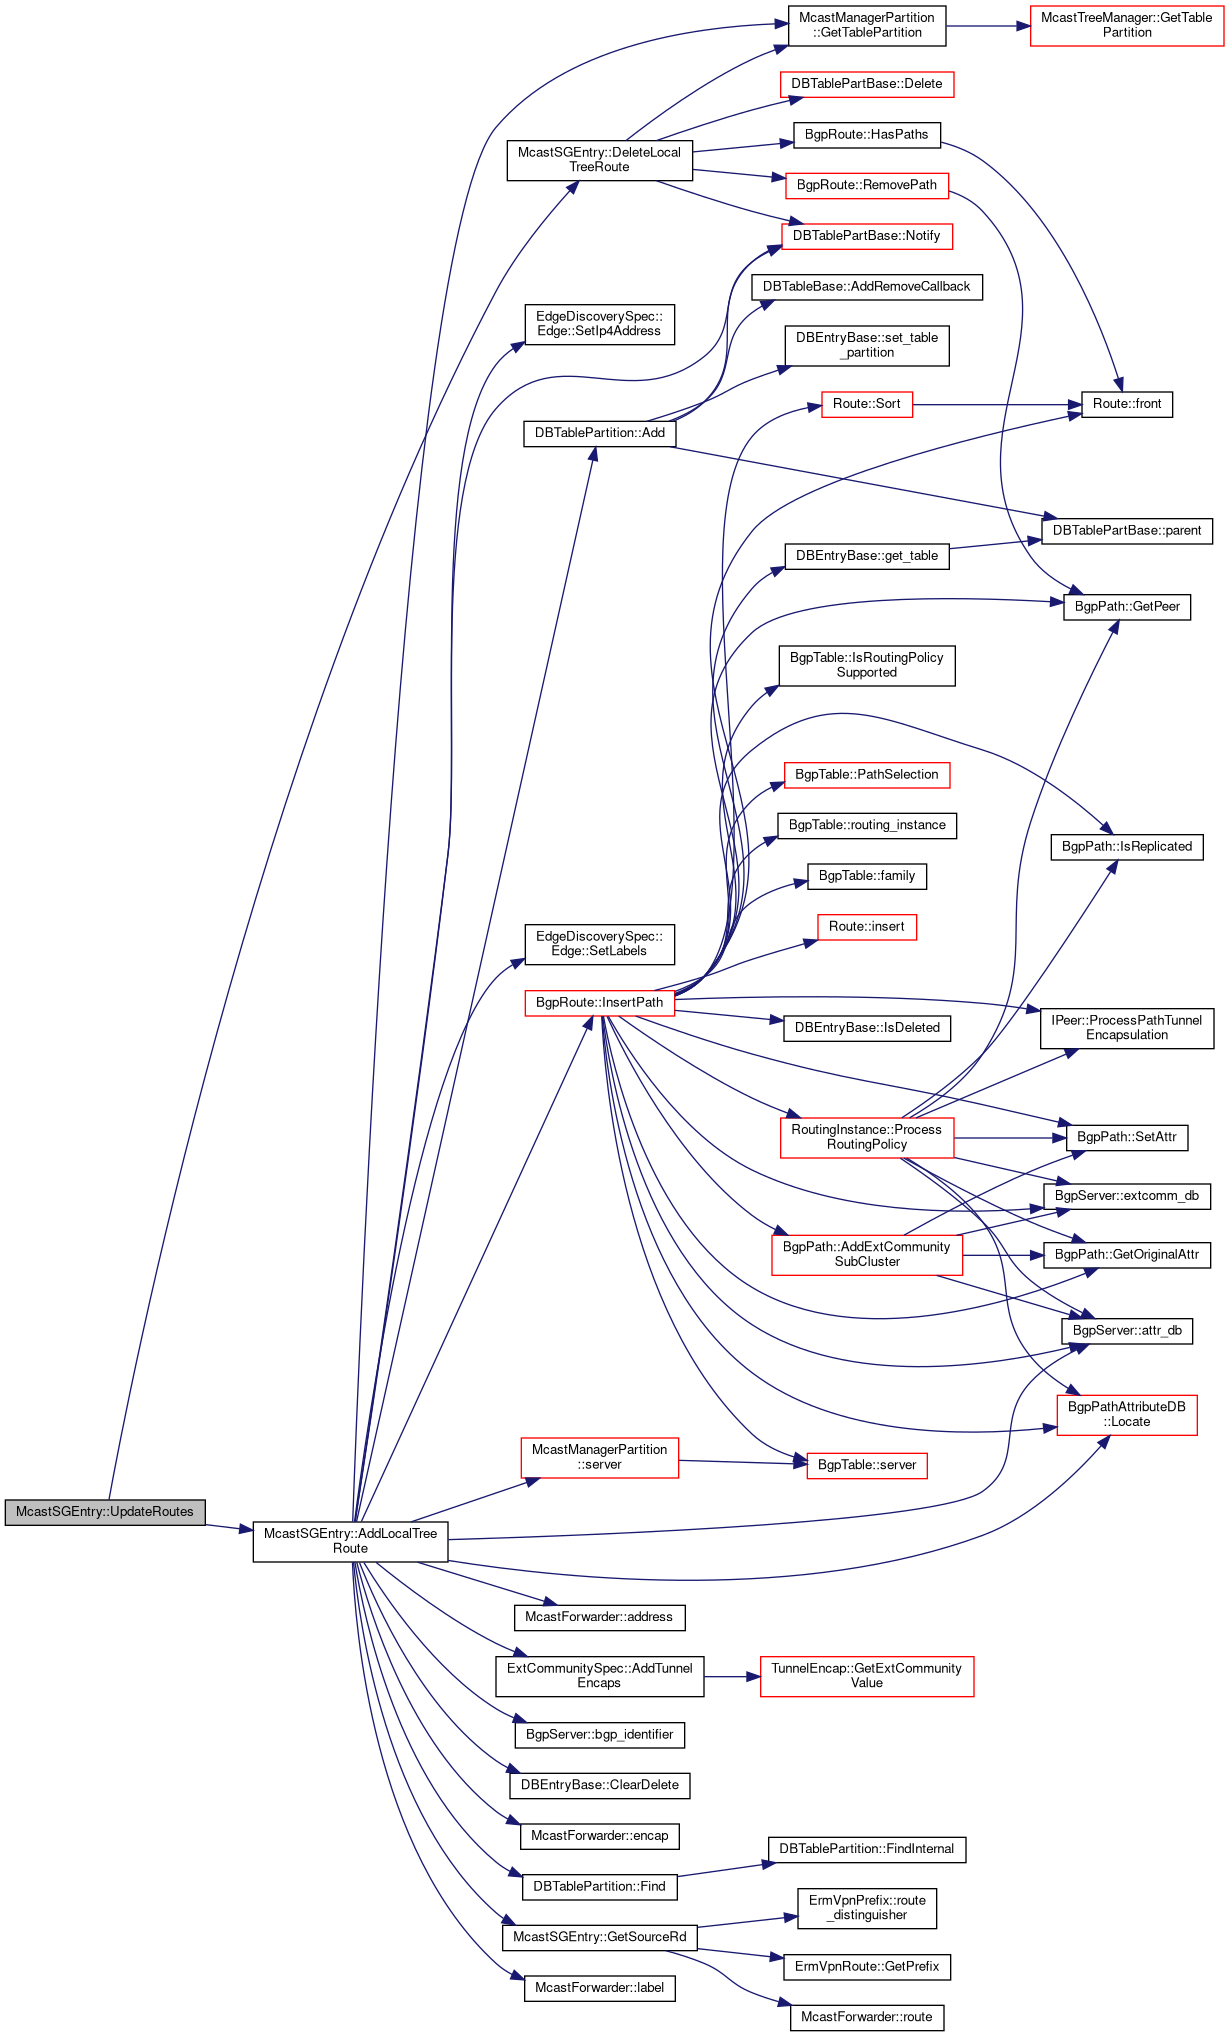 McastManagerPartition
::GetTablePartition
McastTreeManager::GetTable
Partition
DBTablePartBase::Delete
BgpRoute::HasPaths
McastSGEntry::DeleteLocal
TreeRoute
BgpRoute::RemovePath
DBTablePartBase::Notify
DBTableBase::AddRemoveCallback
EdgeDiscoverySpec::
Edge::SetIp4Address
DBEntryBase::set_table
_partition
Route::Sort
Route::front
DBTablePartition::Add
DBTablePartBase::parent
DBEntryBase::get_table
BgpPath::GetPeer
BgpTable::IsRoutingPolicy
Supported
BgpTable::PathSelection
BgpTable::routing_instance
BgpPath::IsReplicated
BgpTable::family
Route::insert
EdgeDiscoverySpec::
Edge::SetLabels
BgpRoute::InsertPath
DBEntryBase::IsDeleted
IPeer::ProcessPathTunnel
Encapsulation
RoutingInstance::Process
RoutingPolicy
BgpPath::SetAttr
BgpServer::extcomm_db
BgpPath::AddExtCommunity
SubCluster
BgpPath::GetOriginalAttr
BgpServer::attr_db
BgpPathAttributeDB
::Locate
McastManagerPartition
::server
BgpTable::server
McastSGEntry::UpdateRoutes
McastSGEntry::AddLocalTree
Route
McastForwarder::address
ExtCommunitySpec::AddTunnel
Encaps
TunnelEncap::GetExtCommunity
Value
BgpServer::bgp_identifier
DBEntryBase::ClearDelete
McastForwarder::encap
DBTablePartition::FindInternal
DBTablePartition::Find
ErmVpnPrefix::route
_distinguisher
McastSGEntry::GetSourceRd
ErmVpnRoute::GetPrefix
McastForwarder::label
McastForwarder::route